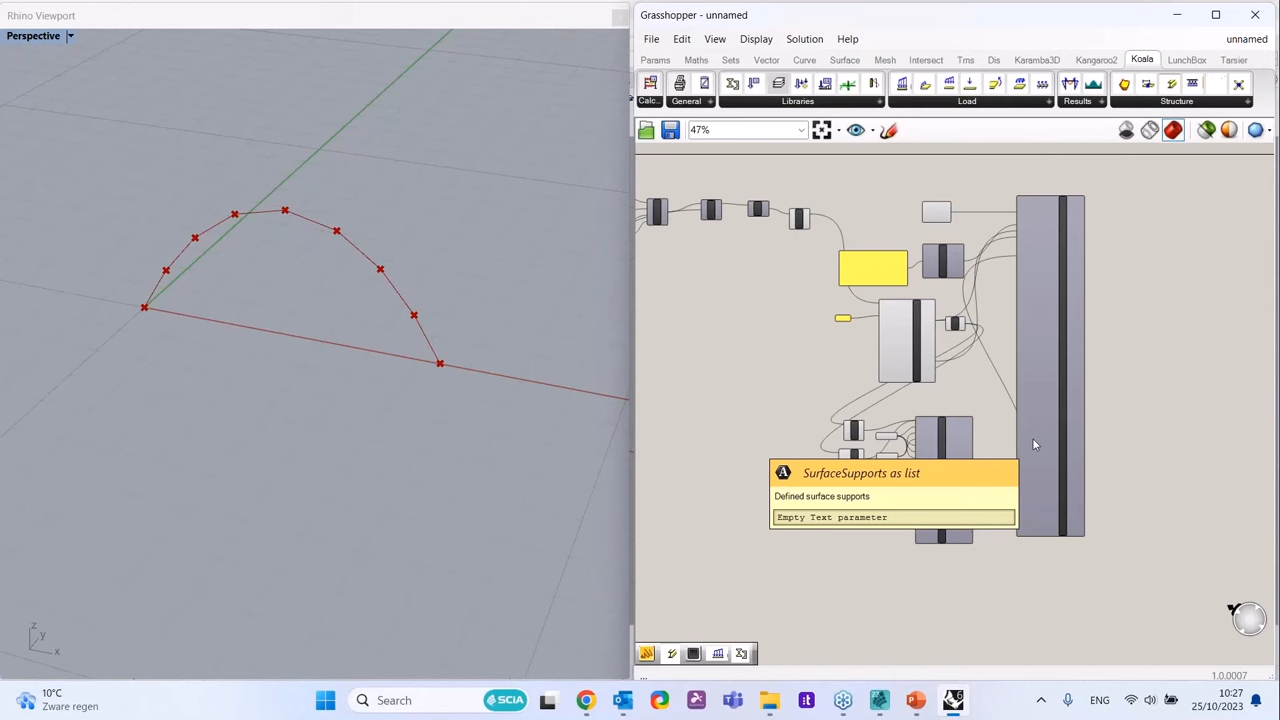 Rhino Viewport
Perspective
z
y
x
Grasshopper - unnamed
File Edit View Display Solution Help
unnamed
Params Maths Sets Vector Curve Surface Mesh Intersect Trns Dis Karamba3D Kangaroo2 Koala LunchBox Tarsier
Calc... General Libraries Load Results Structure
47%
SurfaceSupports as list
Defined surface supports
Empty Text parameter
...
1.0.0007
10°C
Zware regen
Search
SCIA
ENG
10:27
25/10/2023